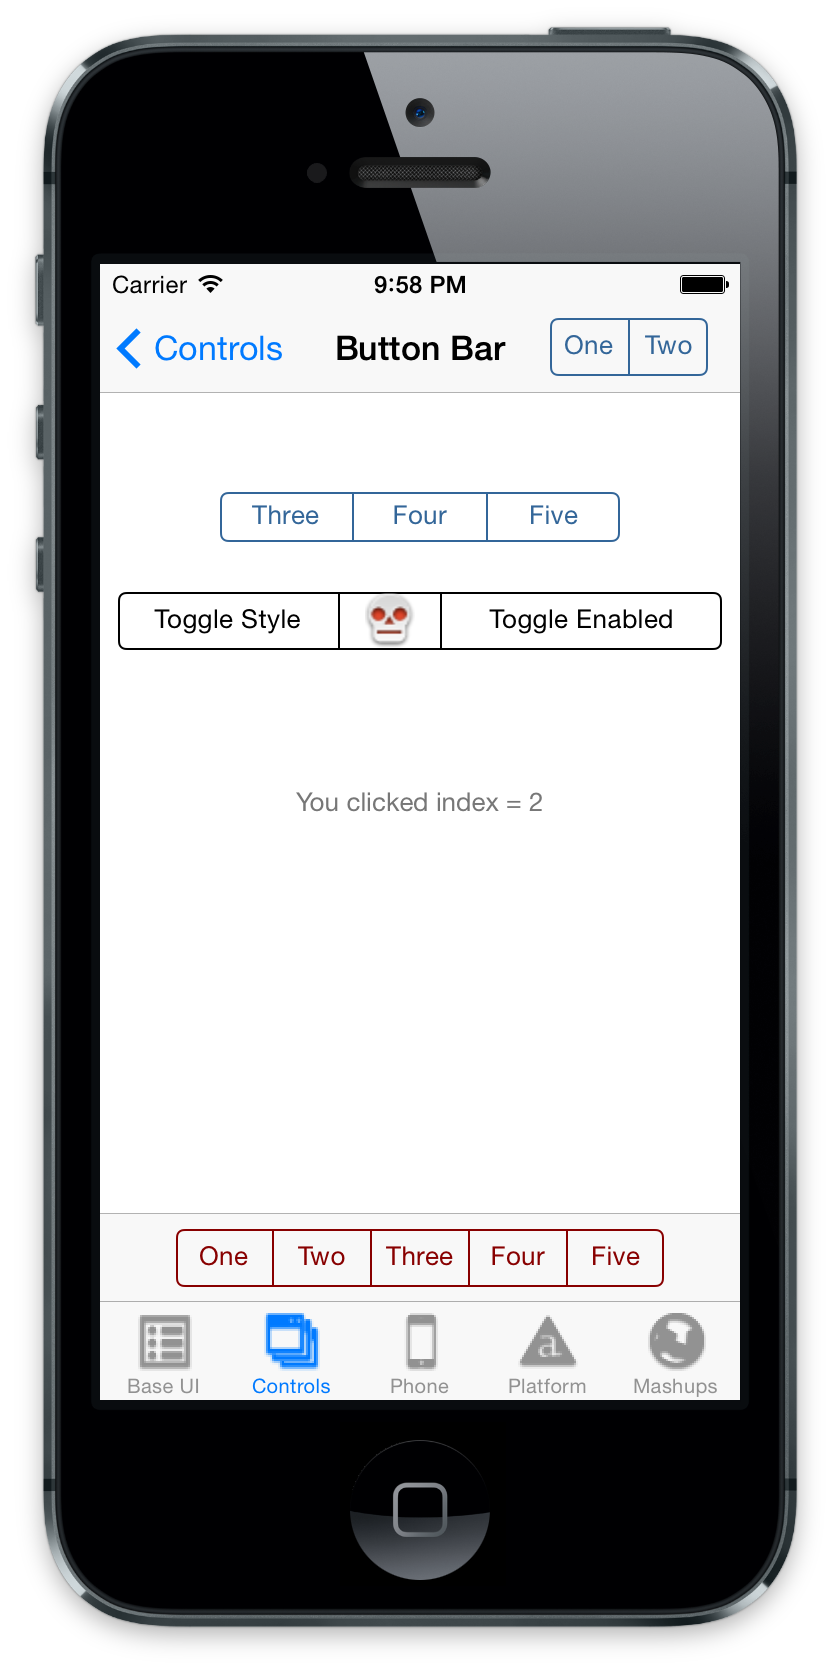 Carrier 9:58 PM
Controls Button Bar One Two
Three Four Five
Toggle Style Toggle Enabled
You clicked index = 2
One Two Three Four Five
Base UI Controls Phone Platform Mashups